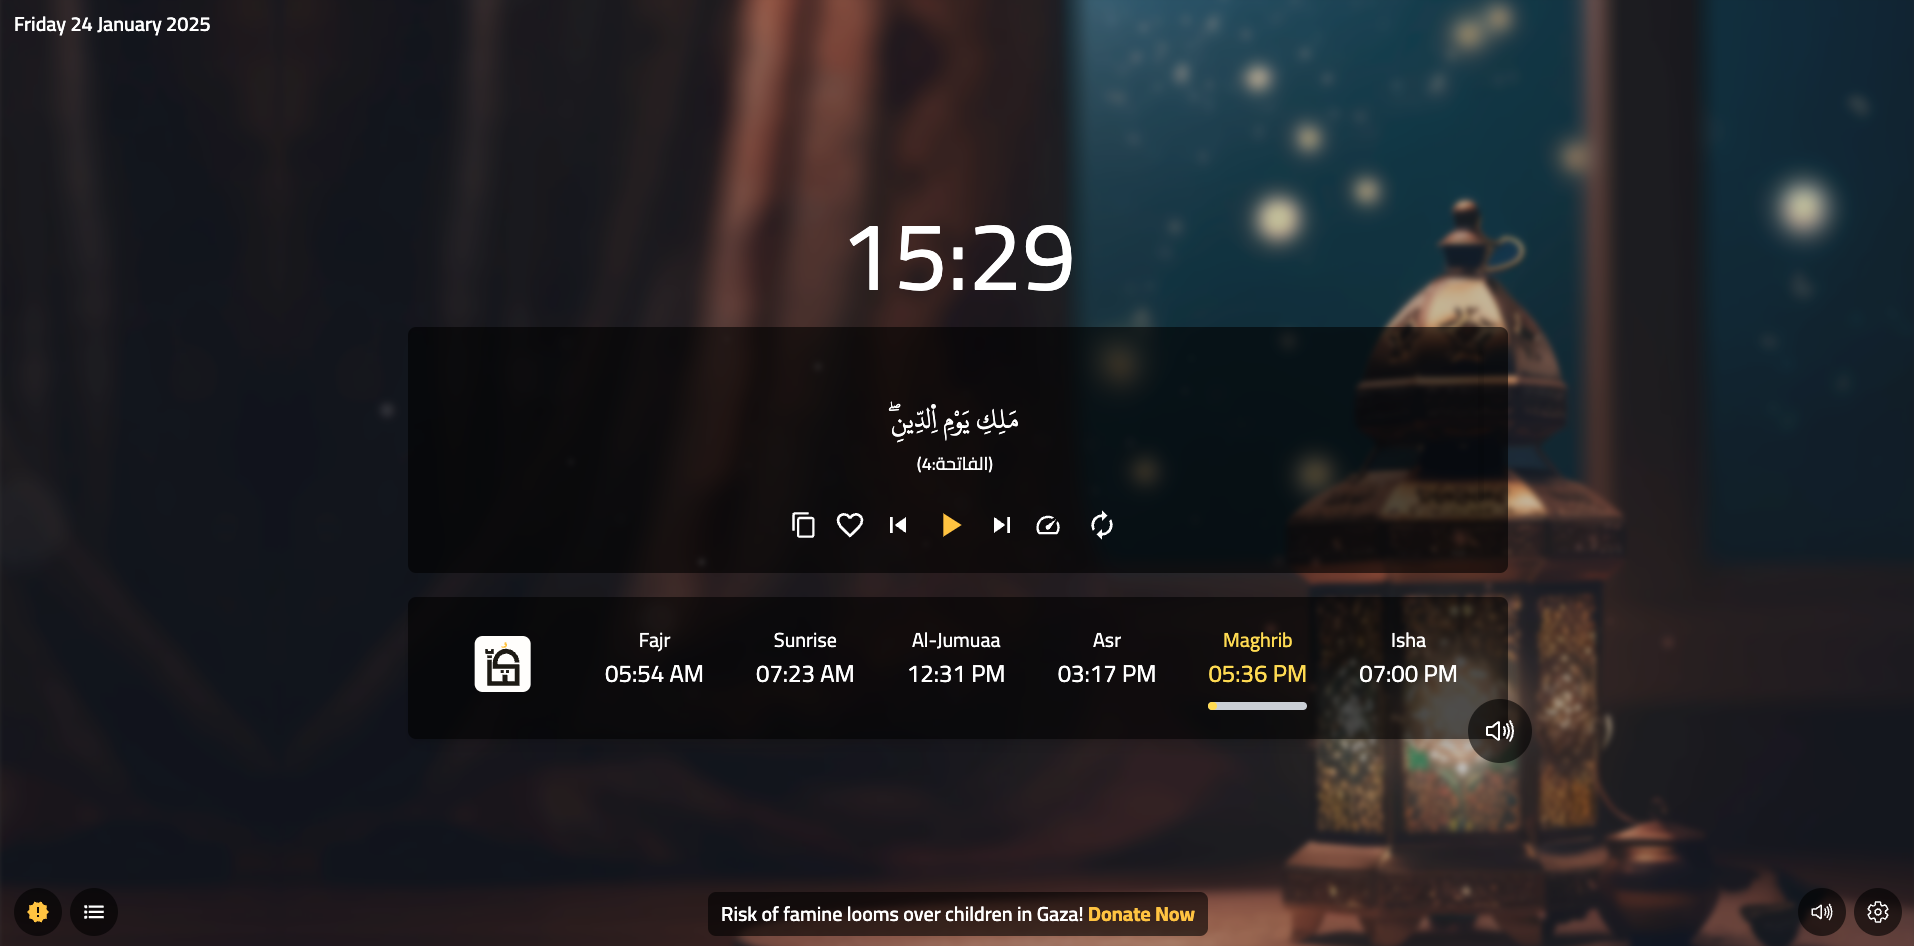 Friday 24 January 2025
15:29
مَلِكِ يَوْمِ اِ۬لدِّينِۖ
(الفاتحة:4)
Fajr Sunrise Al-Jumuaa Asr Maghrib Isha
05:54 AM 07:23 AM 12:31 PM 03:17 PM 05:36 PM 07:00 PM
Risk of famine looms over children in Gaza! Donate Now